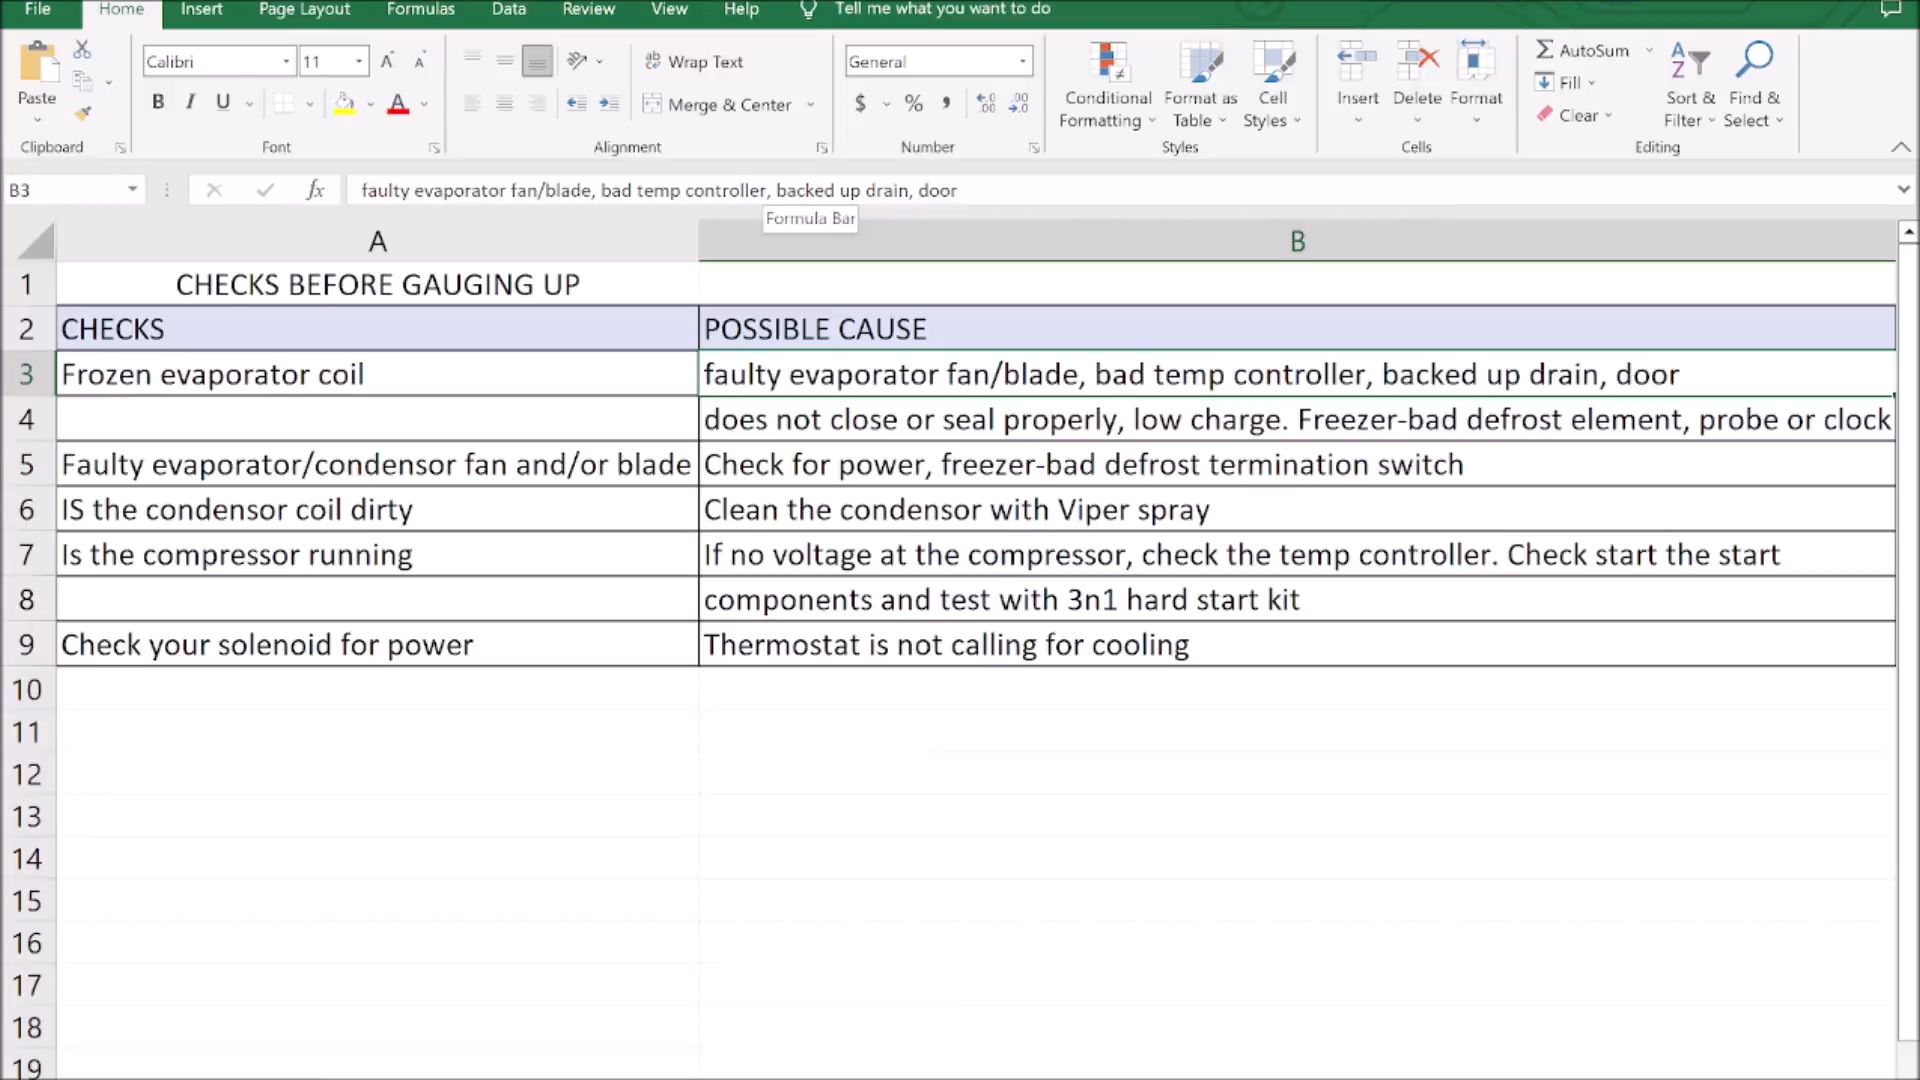 File Home Insert Page Layout Formulas Data Review View Help Tell me what you want to do
Calibri 11 A A Wrap Text General Σ AutoSum
Paste B I U A Merge & Center $ % , Conditional Formatting Format as Table Cell Styles Insert Delete Format Fill Clear Sort & Filter Find & Select
Clipboard Font Alignment Number Styles Cells Editing
B3 fx faulty evaporator fan/blade, bad temp controller, backed up drain, door
Formula Bar
A B
1 CHECKS BEFORE GAUGING UP
2 CHECKS POSSIBLE CAUSE
3 Frozen evaporator coil faulty evaporator fan/blade, bad temp controller, backed up drain, door
4 does not close or seal properly, low charge. Freezer-bad defrost element, probe or clock
5 Faulty evaporator/condensor fan and/or blade Check for power, freezer-bad defrost termination switch
6 IS the condensor coil dirty Clean the condensor with Viper spray
7 Is the compressor running If no voltage at the compressor, check the temp controller. Check start the start
8 components and test with 3n1 hard start kit
9 Check your solenoid for power Thermostat is not calling for cooling
10
11
12
13
14
15
16
17
18
19